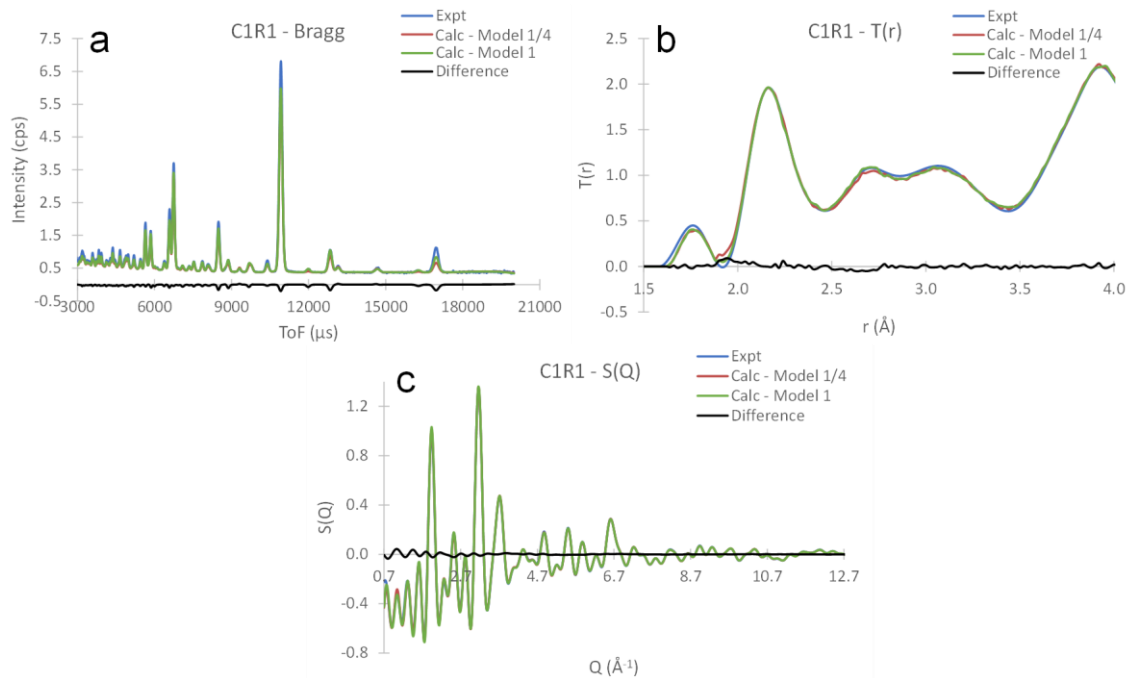 a
C1R1 - Bragg
Expt
Calc - Model 1/4
Calc - Model 1
Difference
7.5
6.5
5.5
4.5
3.5
2.5
1.5
0.5
-0.5
Intensity (cps)
3000 6000 9000 12000 15000 18000 21000
ToF (μs)
b
C1R1 - T(r)
Expt
Calc - Model 1/4
Calc - Model 1
Difference
2.5
2.0
1.5
1.0
0.5
0.0
-0.5
T(r)
1.5 2.0 2.5 3.0 3.5 4.0
r (Å)
c
C1R1 - S(Q)
Expt
Calc - Model 1/4
Calc - Model 1
Difference
1.2
0.8
0.4
0.0
-0.4
-0.8
S(Q)
0.7 2.7 4.7 6.7 8.7 10.7 12.7
Q (Å⁻¹)